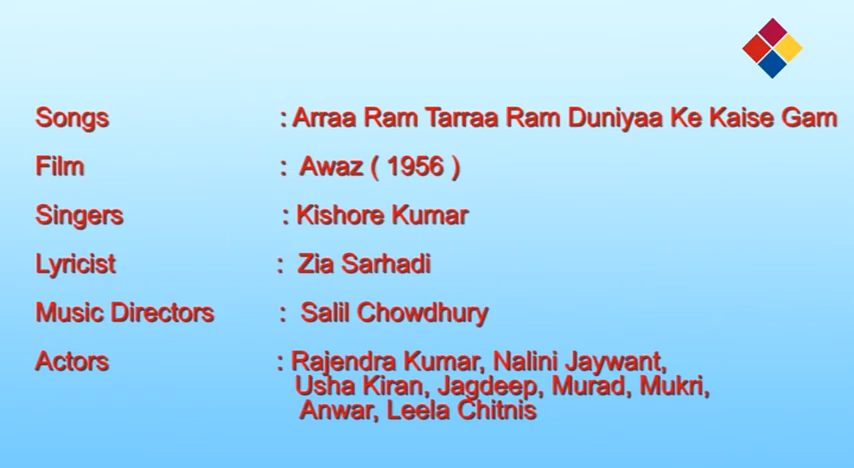 Songs : Arraa Ram Tarraa Ram Duniyaa Ke Kaise Gam
Film : Awaz ( 1956 )
Singers : Kishore Kumar
Lyricist : Zia Sarhadi
Music Directors : Salil Chowdhury
Actors : Rajendra Kumar, Nalini Jaywant,
Usha Kiran, Jagdeep, Murad, Mukri,
Anwar, Leela Chitnis